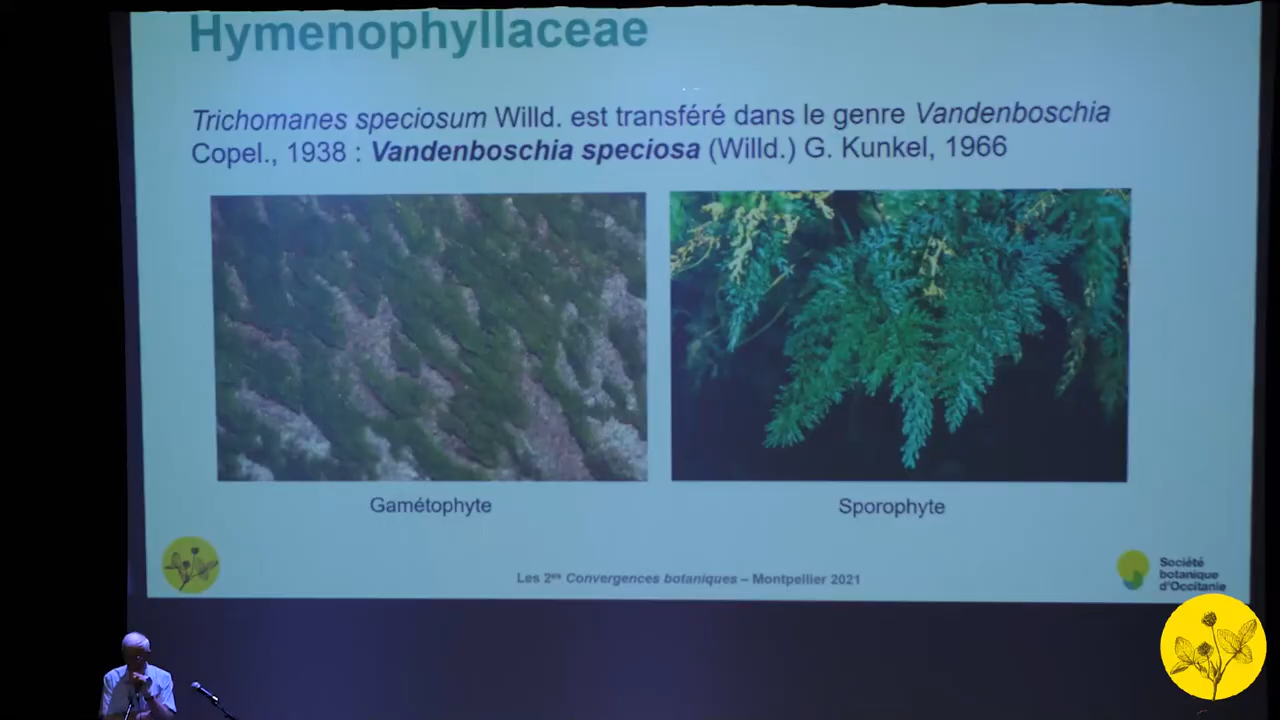 Hymenophyllaceae
Trichomanes speciosum Willd. est transféré dans le genre Vandenboschia
Copel., 1938 : Vandenboschia speciosa (Willd.) G. Kunkel, 1966
Gamétophyte
Sporophyte
Les 2es Convergences botaniques – Montpellier 2021
Société
botanique
d'Occitanie